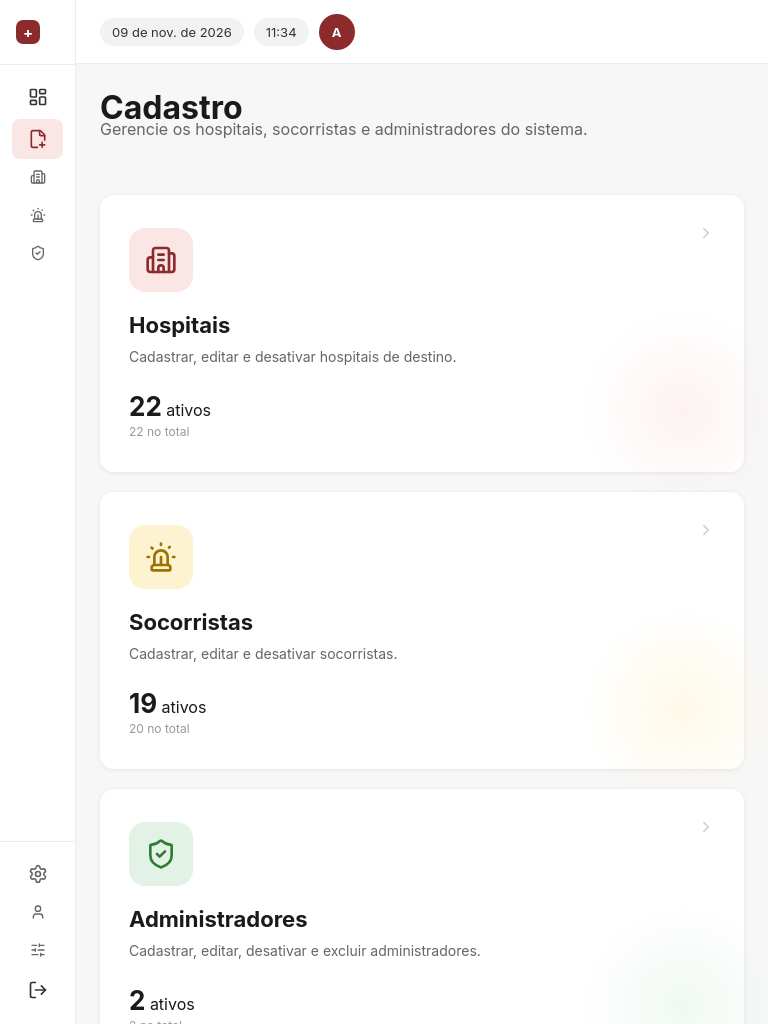 +
09 de nov. de 2026
11:34
A
Cadastro
Gerencie os hospitais, socorristas e administradores do sistema.
Hospitais
Cadastrar, editar e desativar hospitais de destino.
22 ativos
22 no total
Socorristas
Cadastrar, editar e desativar socorristas.
19 ativos
20 no total
Administradores
Cadastrar, editar, desativar e excluir administradores.
2 ativos